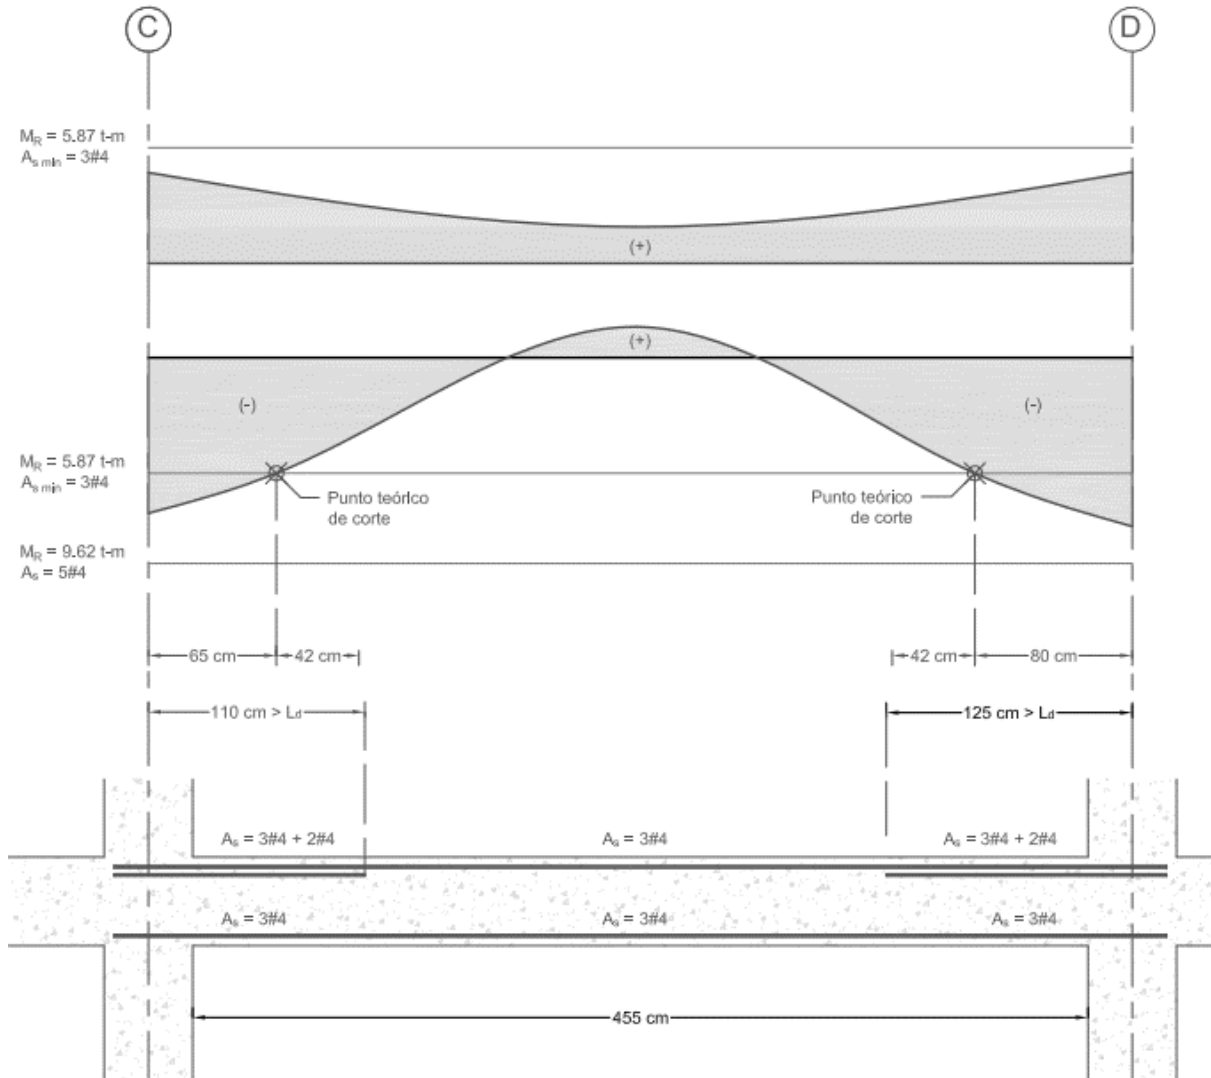 C
D
M_R = 5.87 t-m
A_s min = 3#4
(+)
(+)
(-)
(-)
M_R = 5.87 t-m
A_s min = 3#4
Punto teórico
de corte
Punto teórico
de corte
M_R = 9.62 t-m
A_s = 5#4
65 cm
42 cm
42 cm
80 cm
110 cm > L_d
125 cm > L_d
A_s = 3#4 + 2#4
A_s = 3#4
A_s = 3#4 + 2#4
A_s = 3#4
A_s = 3#4
A_s = 3#4
455 cm